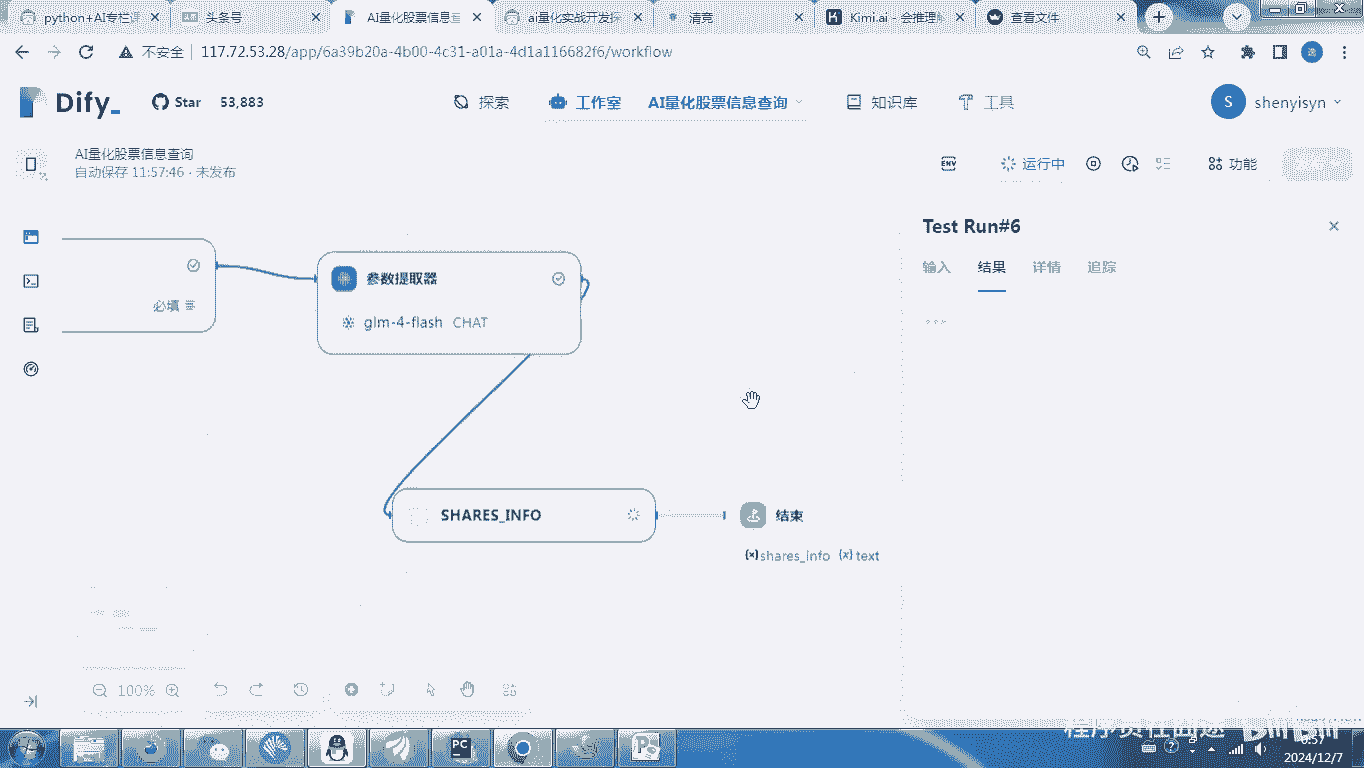 python+AI专栏课
头条号
AI量化股票信息查
ai量化实战开发探
清竞
Kimi.ai - 会推理解
查看文件
不安全 117.72.53.28/app/6a39b20a-4b00-4c31-a01a-4d1a116682f6/workflow
Dify_
Star 53,883
探索
工作室
AI量化股票信息查询
知识库
工具
S shenyisyn
AI量化股票信息查询
自动保存 11:57:46 · 未发布
ENV
运行中
功能
Test Run#6
输入 结果 详情 追踪
必填
参数提取器
glm-4-flash CHAT
SHARES_INFO
结束
{x} shares_info {x} text
100%
bilibili
2024/12/7